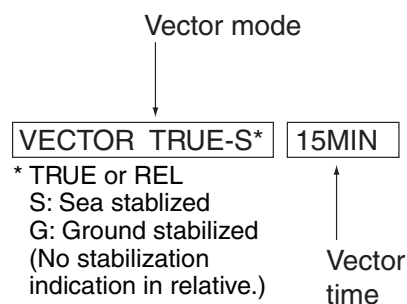 Vector mode
VECTOR TRUE-S* 15MIN
* TRUE or REL
S: Sea stablized
G: Ground stabilized
(No stabilization
indication in relative.)
Vector
time